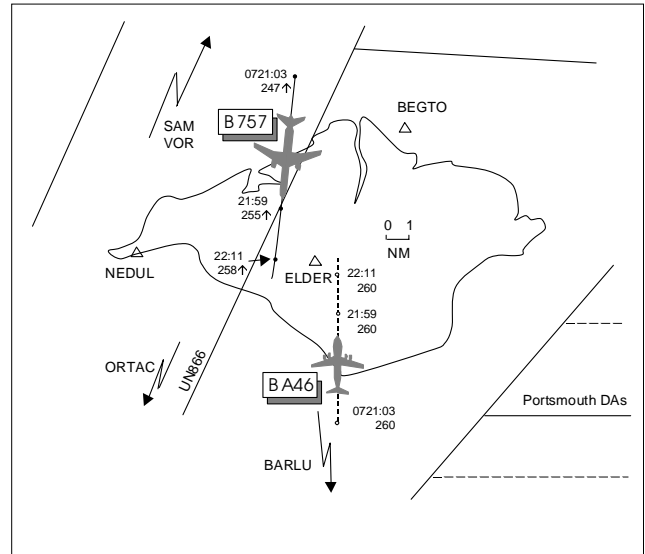 0721:03
247↑
BEGTO
B757
SAM
VOR
21:59
255↑
0 1
NM
NEDUL
22:11
258↑
ELDER
22:11
260
21:59
260
ORTAC
UN866
BA46
Portsmouth DAs
0721:03
260
BARLU